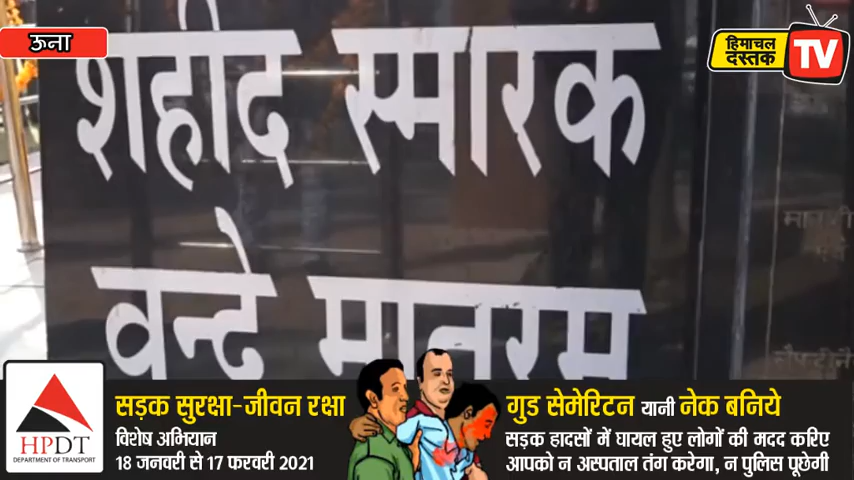 ऊना
हिमाचल
दस्तक
TV
शहीद स्मारक
वन्दे मातरम
HPDT
DEPARTMENT OF TRANSPORT
सड़क सुरक्षा-जीवन रक्षा
विशेष अभियान
18 जनवरी से 17 फरवरी 2021
गुड सेमेरिटन यानी नेक बनिये
सड़क हादसों में घायल हुए लोगों की मदद करिए
आपको न अस्पताल तंग करेगा, न पुलिस पूछेगी